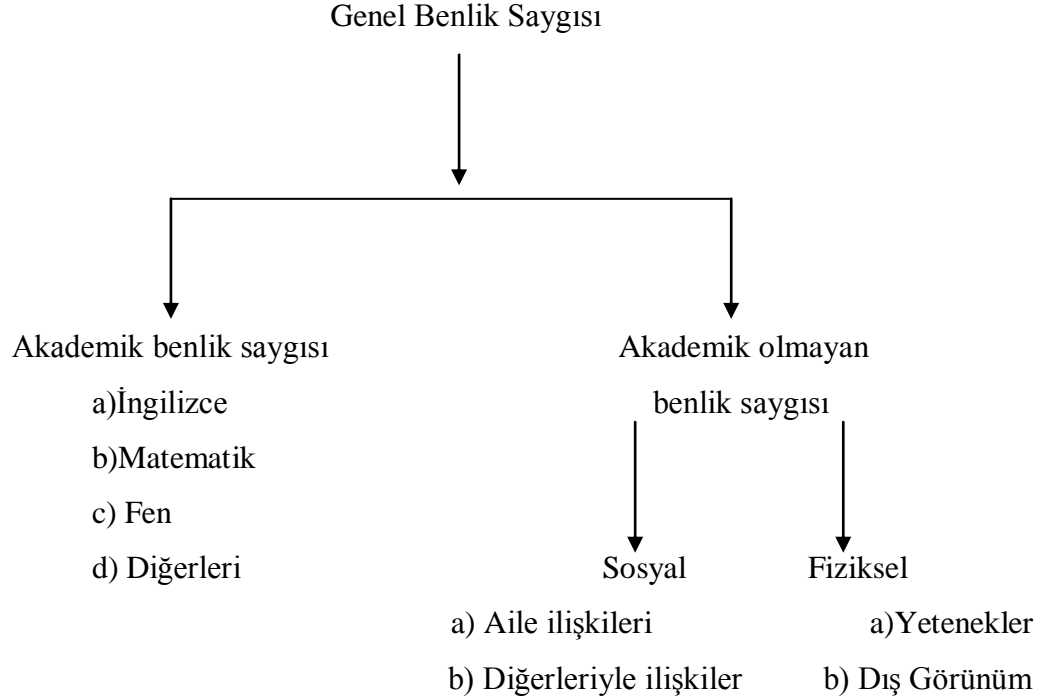 Genel Benlik Saygısı
Akademik benlik saygısı
a)İngilizce
b)Matematik
c) Fen
d) Diğerleri
Akademik olmayan
benlik saygısı
Sosyal
a) Aile ilişkileri
b) Diğerleriyle ilişkiler
Fiziksel
a)Yetenekler
b) Dış Görünüm